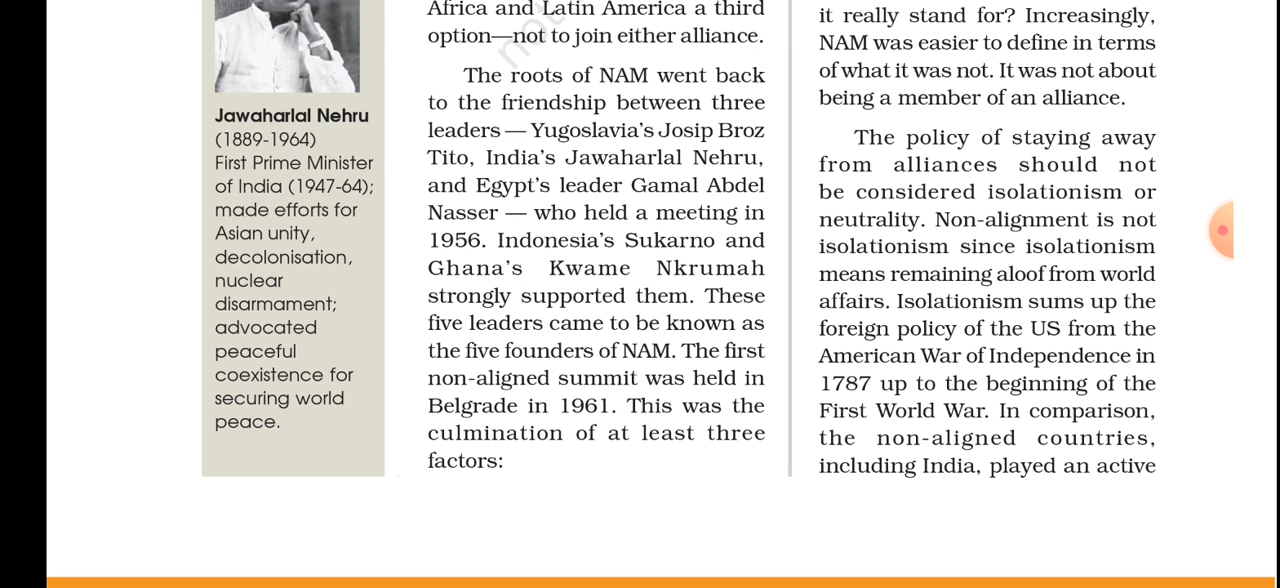 Jawaharlal Nehru
(1889-1964)
First Prime Minister
of India (1947-64);
made efforts for
Asian unity,
decolonisation,
nuclear
disarmament;
advocated
peaceful
coexistence for
securing world
peace.
Africa and Latin America a third
option—not to join either alliance.
The roots of NAM went back
to the friendship between three
leaders — Yugoslavia's Josip Broz
Tito, India's Jawaharlal Nehru,
and Egypt's leader Gamal Abdel
Nasser — who held a meeting in
1956. Indonesia's Sukarno and
Ghana's Kwame Nkrumah
strongly supported them. These
five leaders came to be known as
the five founders of NAM. The first
non-aligned summit was held in
Belgrade in 1961. This was the
culmination of at least three
factors:
it really stand for? Increasingly,
NAM was easier to define in terms
of what it was not. It was not about
being a member of an alliance.
The policy of staying away
from alliances should not
be considered isolationism or
neutrality. Non-alignment is not
isolationism since isolationism
means remaining aloof from world
affairs. Isolationism sums up the
foreign policy of the US from the
American War of Independence in
1787 up to the beginning of the
First World War. In comparison,
the non-aligned countries,
including India, played an active
not